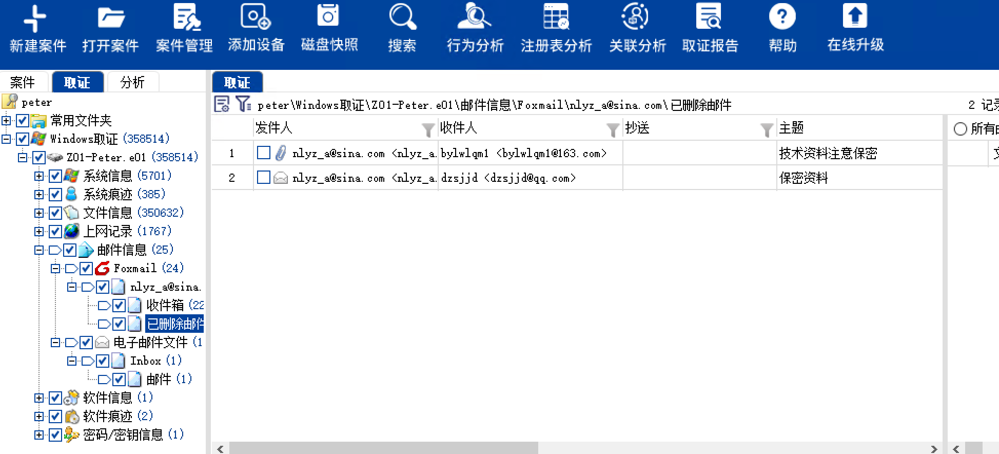 新建案件 打开案件 案件管理 添加设备 磁盘快照 搜索 行为分析 注册表分析 关联分析 取证报告 帮助 在线升级
案件 取证 分析
peter
常用文件夹
Windows取证 (358514)
Z01-Peter.e01 (358514)
系统信息 (5701)
系统痕迹 (385)
文件信息 (350632)
上网记录 (1767)
邮件信息 (25)
Foxmail (24)
nlyz_a@sina.
收件箱 (22
已删除邮件
电子邮件文件 (1
Inbox (1)
邮件 (1)
软件信息 (1)
软件痕迹 (2)
密码/密钥信息 (1)
取证
peter\Windows取证\Z01-Peter.e01\邮件信息\Foxmail\nlyz_a@sina.com\已删除邮件 2 记录
发件人 收件人 抄送 主题
1 nlyz_a@sina.com <nlyz_a. bylwlqm1 <bylwlqm1@163.com> 技术资料注意保密
2 nlyz_a@sina.com <nlyz_a. dzsjjd <dzsjjd@qq.com> 保密资料
所有